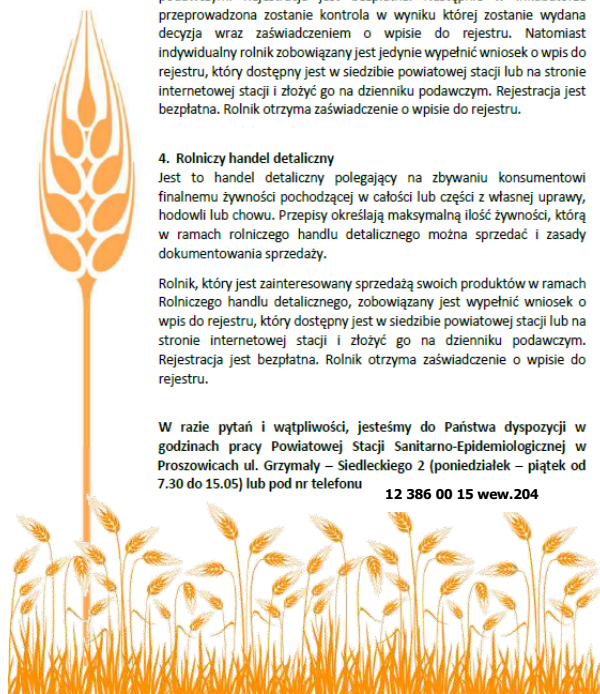 podawczym. Rejestracja jest bezpłatna. Następnie w inkubatorze
przeprowadzona zostanie kontrola w wyniku której zostanie wydana
decyzja wraz zaświadczeniem o wpisie do rejestru. Natomiast
indywidualny rolnik zobowiązany jest jedynie wypełnić wniosek o wpis do
rejestru, który dostępny jest w siedzibie powiatowej stacji lub na stronie
internetowej stacji i złożyć go na dzienniku podawczym. Rejestracja jest
bezpłatna. Rolnik otrzyma zaświadczenie o wpisie do rejestru.
4. Rolniczy handel detaliczny
Jest to handel detaliczny polegający na zbywaniu konsumentowi
finalnemu żywności pochodzącej w całości lub części z własnej uprawy,
hodowli lub chowu. Przepisy określają maksymalną ilość żywności, którą
w ramach rolniczego handlu detalicznego można sprzedać i zasady
dokumentowania sprzedaży.
Rolnik, który jest zainteresowany sprzedażą swoich produktów w ramach
Rolniczego handlu detalicznego, zobowiązany jest wypełnić wniosek o
wpis do rejestru, który dostępny jest w siedzibie powiatowej stacji lub na
stronie internetowej stacji i złożyć go na dzienniku podawczym.
Rejestracja jest bezpłatna. Rolnik otrzyma zaświadczenie o wpisie do
rejestru.
W razie pytań i wątpliwości, jesteśmy do Państwa dyspozycji w
godzinach pracy Powiatowej Stacji Sanitarno-Epidemiologicznej w
Proszowicach ul. Grzymały – Siedleckiego 2 (poniedziałek – piątek od
7.30 do 15.05) lub pod nr telefonu
12 386 00 15 wew.204